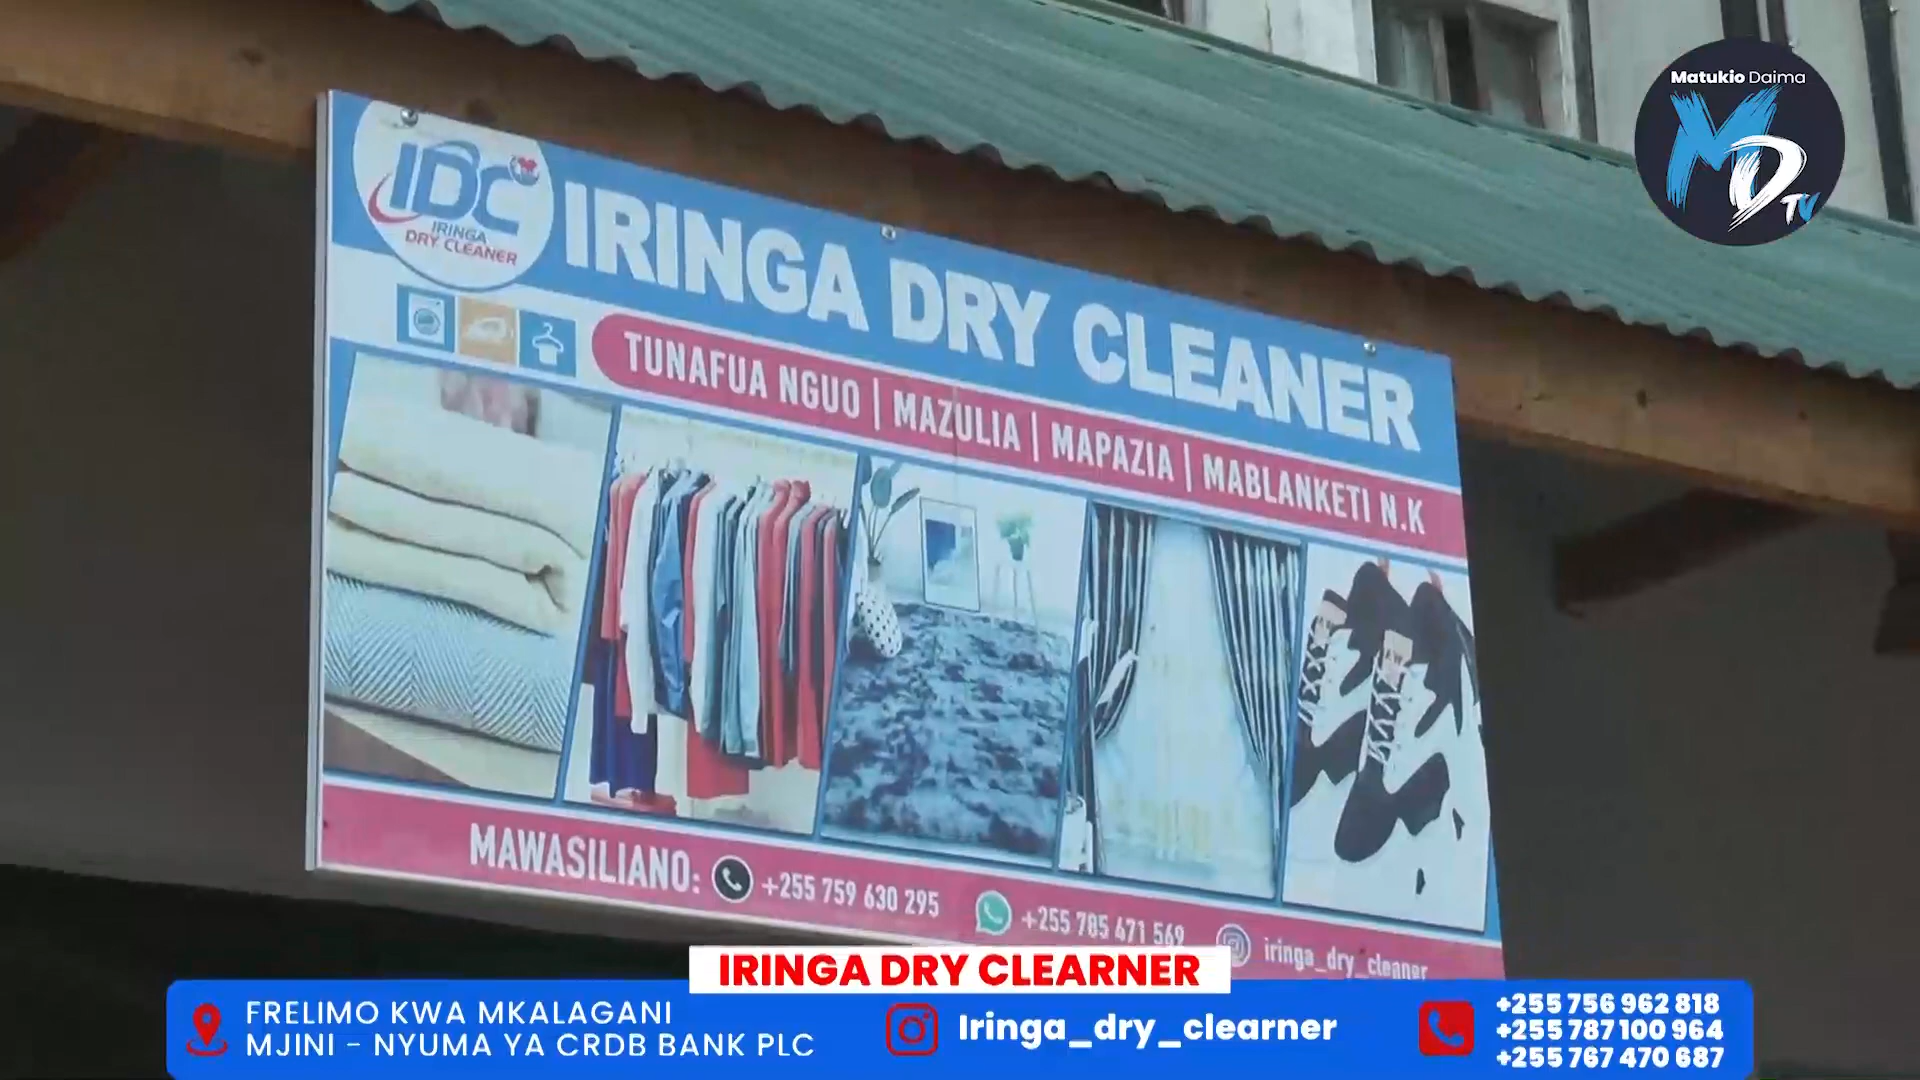 Matukio Daima
MD TV
IDC
IRINGA
DRY CLEANER
IRINGA DRY CLEANER
TUNAFUA NGUO | MAZULIA | MAPAZIA | MABLANKETI N.K
MAWASILIANO: +255 759 630 295 +255 785 471 569 iringa_dry_cleaner
IRINGA DRY CLEARNER
FRELIMO KWA MKALAGANI
MJINI - NYUMA YA CRDB BANK PLC
Iringa_dry_clearner
+255 756 962 818
+255 787 100 964
+255 767 470 687